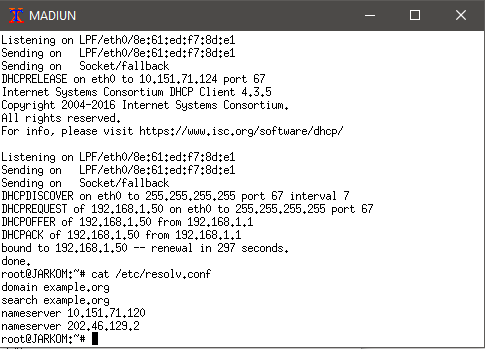 MADIUN
Listening on LPF/eth0/8e:61:ed:f7:8d:e1
Sending on   LPF/eth0/8e:61:ed:f7:8d:e1
Sending on   Socket/fallback
DHCPRELEASE on eth0 to 10.151.71.124 port 67
Internet Systems Consortium DHCP Client 4.3.5
Copyright 2004-2016 Internet Systems Consortium.
All rights reserved.
For info, please visit https://www.isc.org/software/dhcp/

Listening on LPF/eth0/8e:61:ed:f7:8d:e1
Sending on   LPF/eth0/8e:61:ed:f7:8d:e1
Sending on   Socket/fallback
DHCPDISCOVER on eth0 to 255.255.255.255 port 67 interval 7
DHCPREQUEST of 192.168.1.50 on eth0 to 255.255.255.255 port 67
DHCPOFFER of 192.168.1.50 from 192.168.1.1
DHCPACK of 192.168.1.50 from 192.168.1.1
bound to 192.168.1.50 -- renewal in 297 seconds.
done.
root@JARKOM:~# cat /etc/resolv.conf
domain example.org
search example.org
nameserver 10.151.71.120
nameserver 202.46.129.2
root@JARKOM:~#